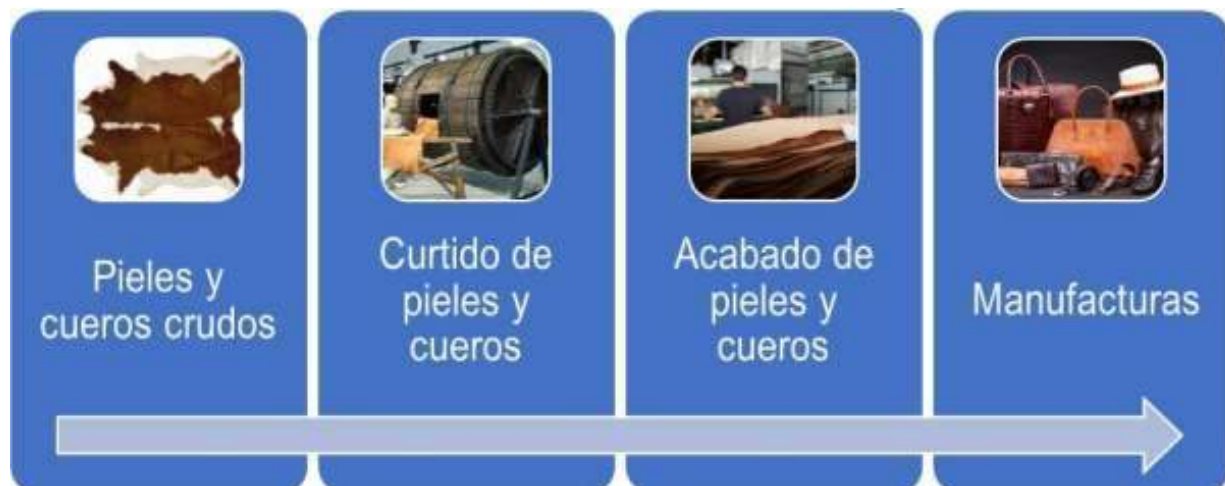 Pieles y
cueros crudos
Curtido de
pieles y
cueros
Acabado de
pieles y
cueros
Manufacturas